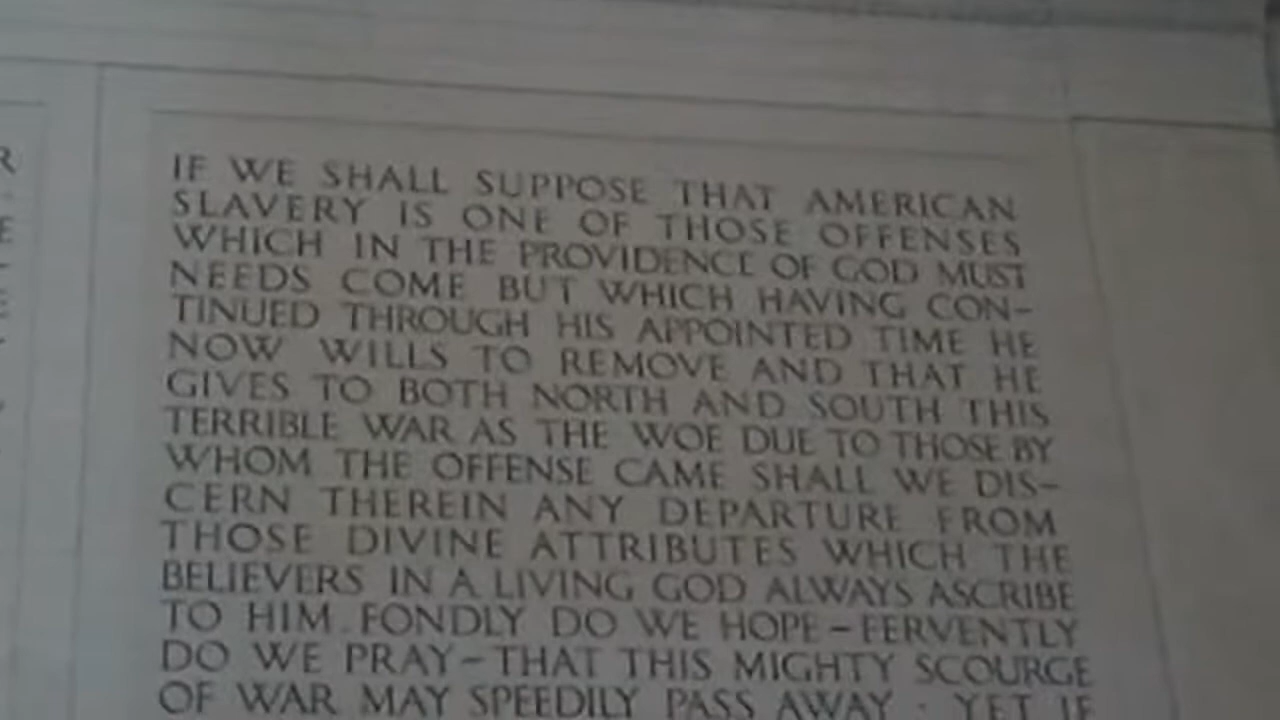 IF WE SHALL SUPPOSE THAT AMERICAN
SLAVERY IS ONE OF THOSE OFFENSES
WHICH IN THE PROVIDENCE OF GOD MUST
NEEDS COME BUT WHICH HAVING CON-
TINUED THROUGH HIS APPOINTED TIME HE
NOW WILLS TO REMOVE AND THAT HE
GIVES TO BOTH NORTH AND SOUTH THIS
TERRIBLE WAR AS THE WOE DUE TO THOSE BY
WHOM THE OFFENSE CAME SHALL WE DIS-
CERN THEREIN ANY DEPARTURE FROM
THOSE DIVINE ATTRIBUTES WHICH THE
BELIEVERS IN A LIVING GOD ALWAYS ASCRIBE
TO HIM. FONDLY DO WE HOPE – FERVENTLY
DO WE PRAY – THAT THIS MIGHTY SCOURGE
OF WAR MAY SPEEDILY PASS AWAY · YET IF